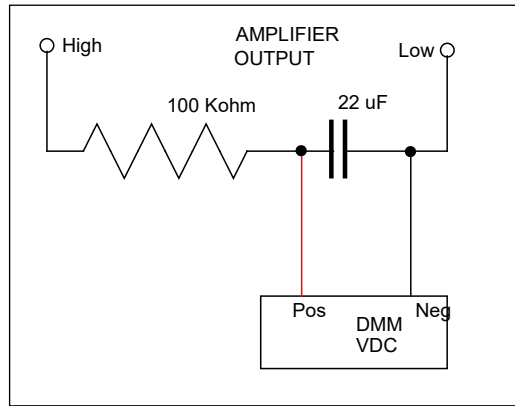 High
AMPLIFIER
OUTPUT
Low
100 Kohm
22 uF
Pos
Neg
DMM
VDC